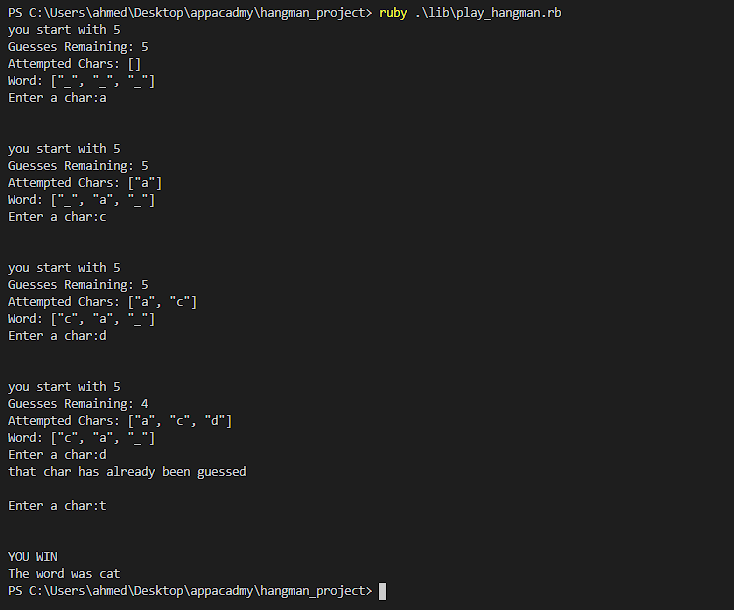 PS C:\Users\ahmed\Desktop\appacadmy\hangman_project> ruby .\lib\play_hangman.rb
you start with 5
Guesses Remaining: 5
Attempted Chars: []
Word: ["_", "_", "_"]
Enter a char:a
you start with 5
Guesses Remaining: 5
Attempted Chars: ["a"]
Word: ["_", "a", "_"]
Enter a char:c
you start with 5
Guesses Remaining: 5
Attempted Chars: ["a", "c"]
Word: ["c", "a", "_"]
Enter a char:d
you start with 5
Guesses Remaining: 4
Attempted Chars: ["a", "c", "d"]
Word: ["c", "a", "_"]
Enter a char:d
that char has already been guessed
Enter a char:t
YOU WIN
The word was cat
PS C:\Users\ahmed\Desktop\appacadmy\hangman_project>